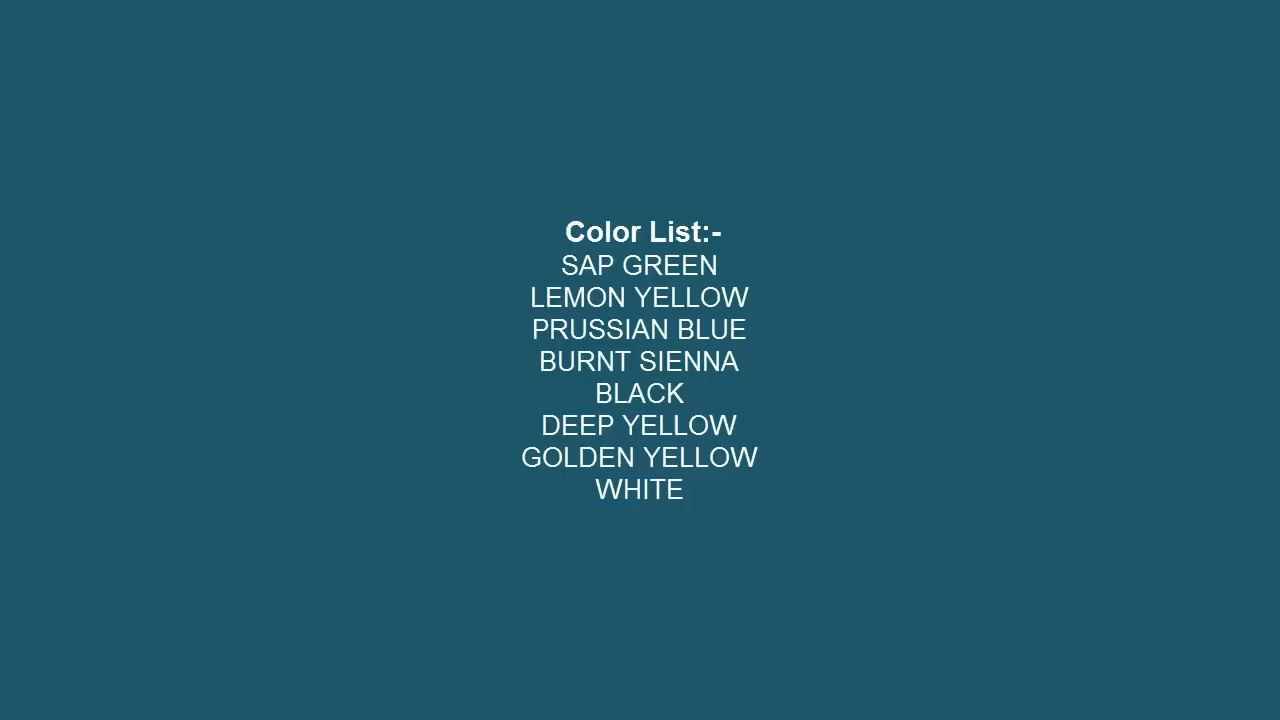 Color List:-
SAP GREEN
LEMON YELLOW
PRUSSIAN BLUE
BURNT SIENNA
BLACK
DEEP YELLOW
GOLDEN YELLOW
WHITE